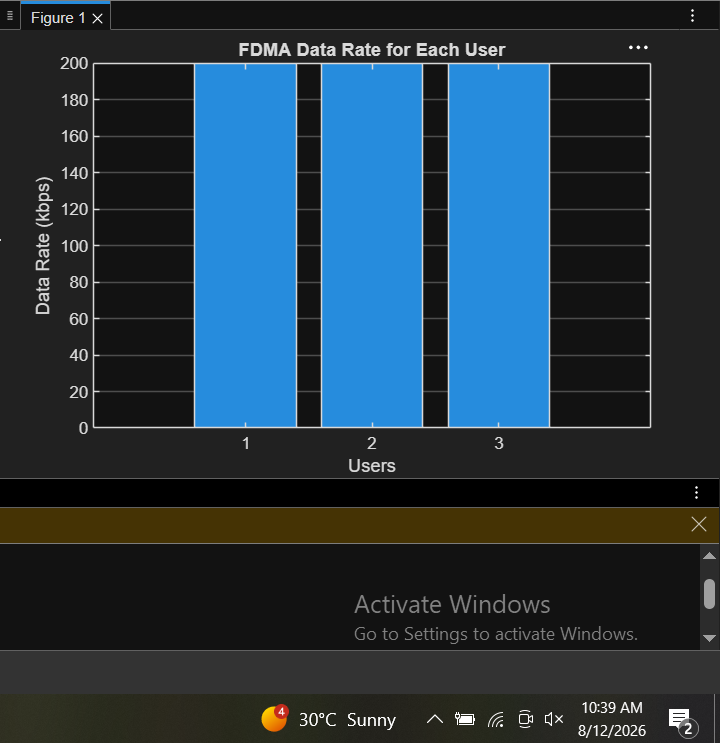 Figure 1
FDMA Data Rate for Each User
200
180
160
140
120
100
80
60
40
20
0
Data Rate (kbps)
1 2 3
Users
Activate Windows
Go to Settings to activate Windows.
4
30°C Sunny
10:39 AM
8/12/2026
2